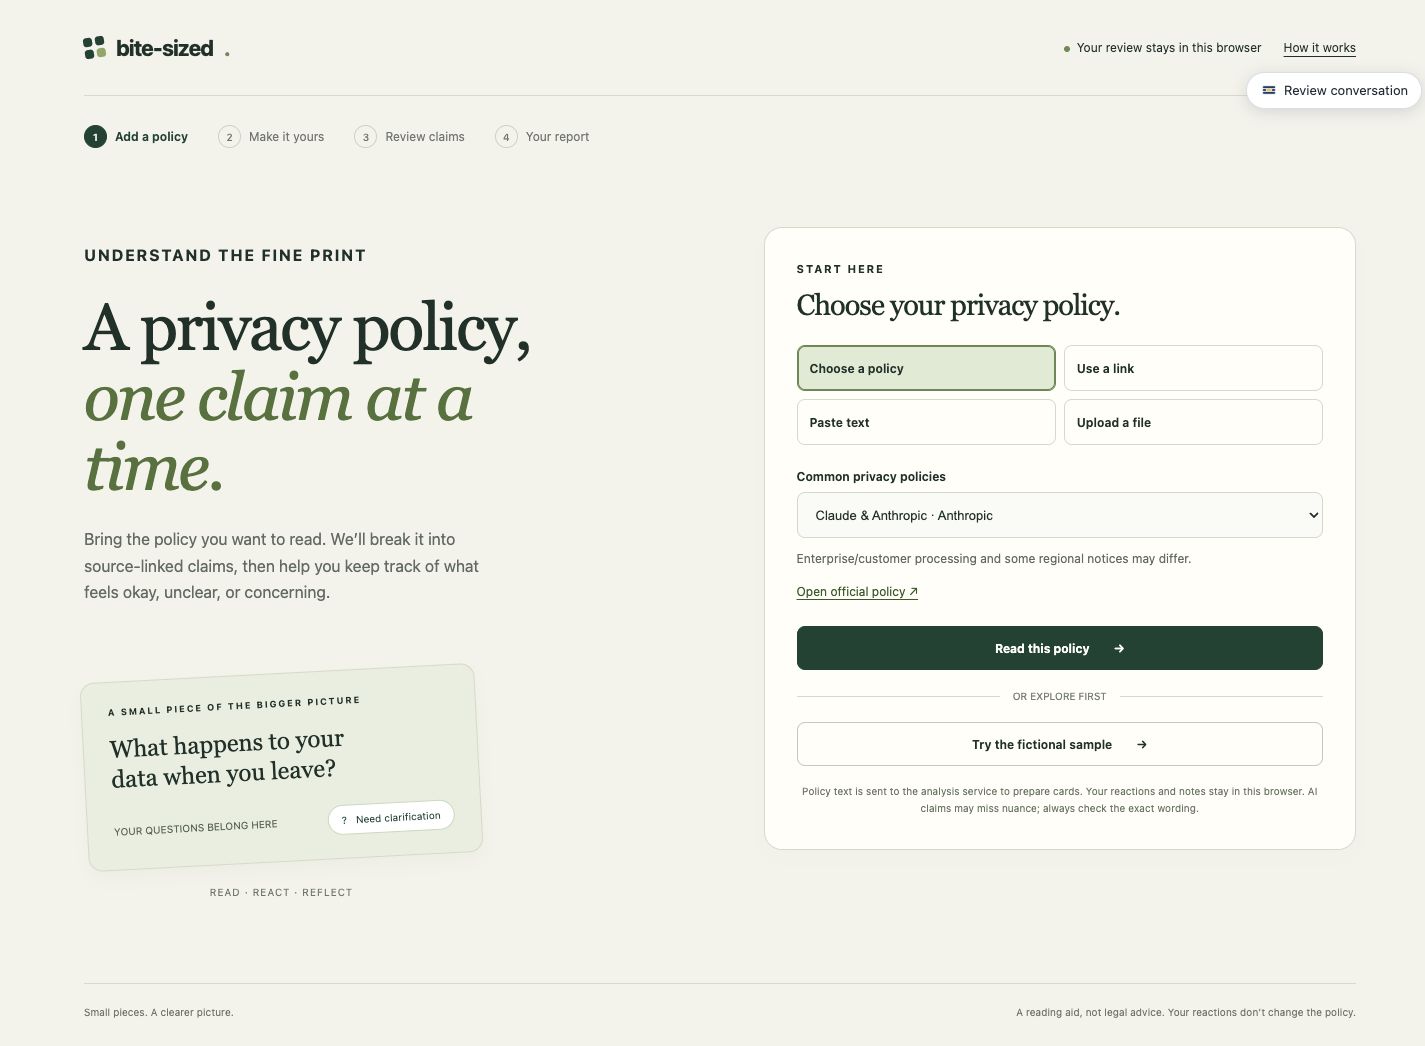 bite-sized .
Your review stays in this browser
How it works
Review conversation
1 Add a policy
2 Make it yours
3 Review claims
4 Your report
UNDERSTAND THE FINE PRINT
A privacy policy,
one claim at a
time.
Bring the policy you want to read. We’ll break it into
source-linked claims, then help you keep track of what
feels okay, unclear, or concerning.
A SMALL PIECE OF THE BIGGER PICTURE
What happens to your
data when you leave?
YOUR QUESTIONS BELONG HERE
? Need clarification
READ · REACT · REFLECT
START HERE
Choose your privacy policy.
Choose a policy
Use a link
Paste text
Upload a file
Common privacy policies
Claude & Anthropic · Anthropic
Enterprise/customer processing and some regional notices may differ.
Open official policy ↗
Read this policy →
OR EXPLORE FIRST
Try the fictional sample →
Policy text is sent to the analysis service to prepare cards. Your reactions and notes stay in this browser. AI
claims may miss nuance; always check the exact wording.
Small pieces. A clearer picture.
A reading aid, not legal advice. Your reactions don’t change the policy.